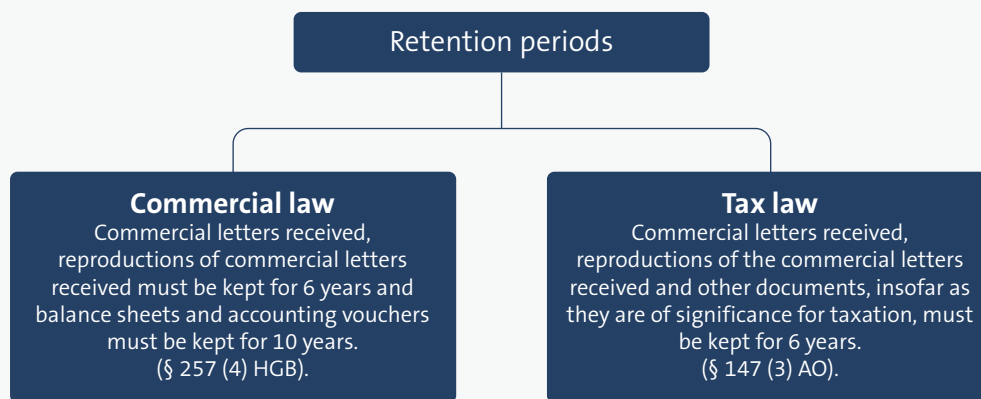 Retention periods
Commercial law
Commercial letters received,
reproductions of commercial letters
received must be kept for 6 years and
balance sheets and accounting vouchers
must be kept for 10 years.
(§ 257 (4) HGB).
Tax law
Commercial letters received,
reproductions of the commercial letters
received and other documents, insofar as
they are of significance for taxation, must
be kept for 6 years.
(§ 147 (3) AO).